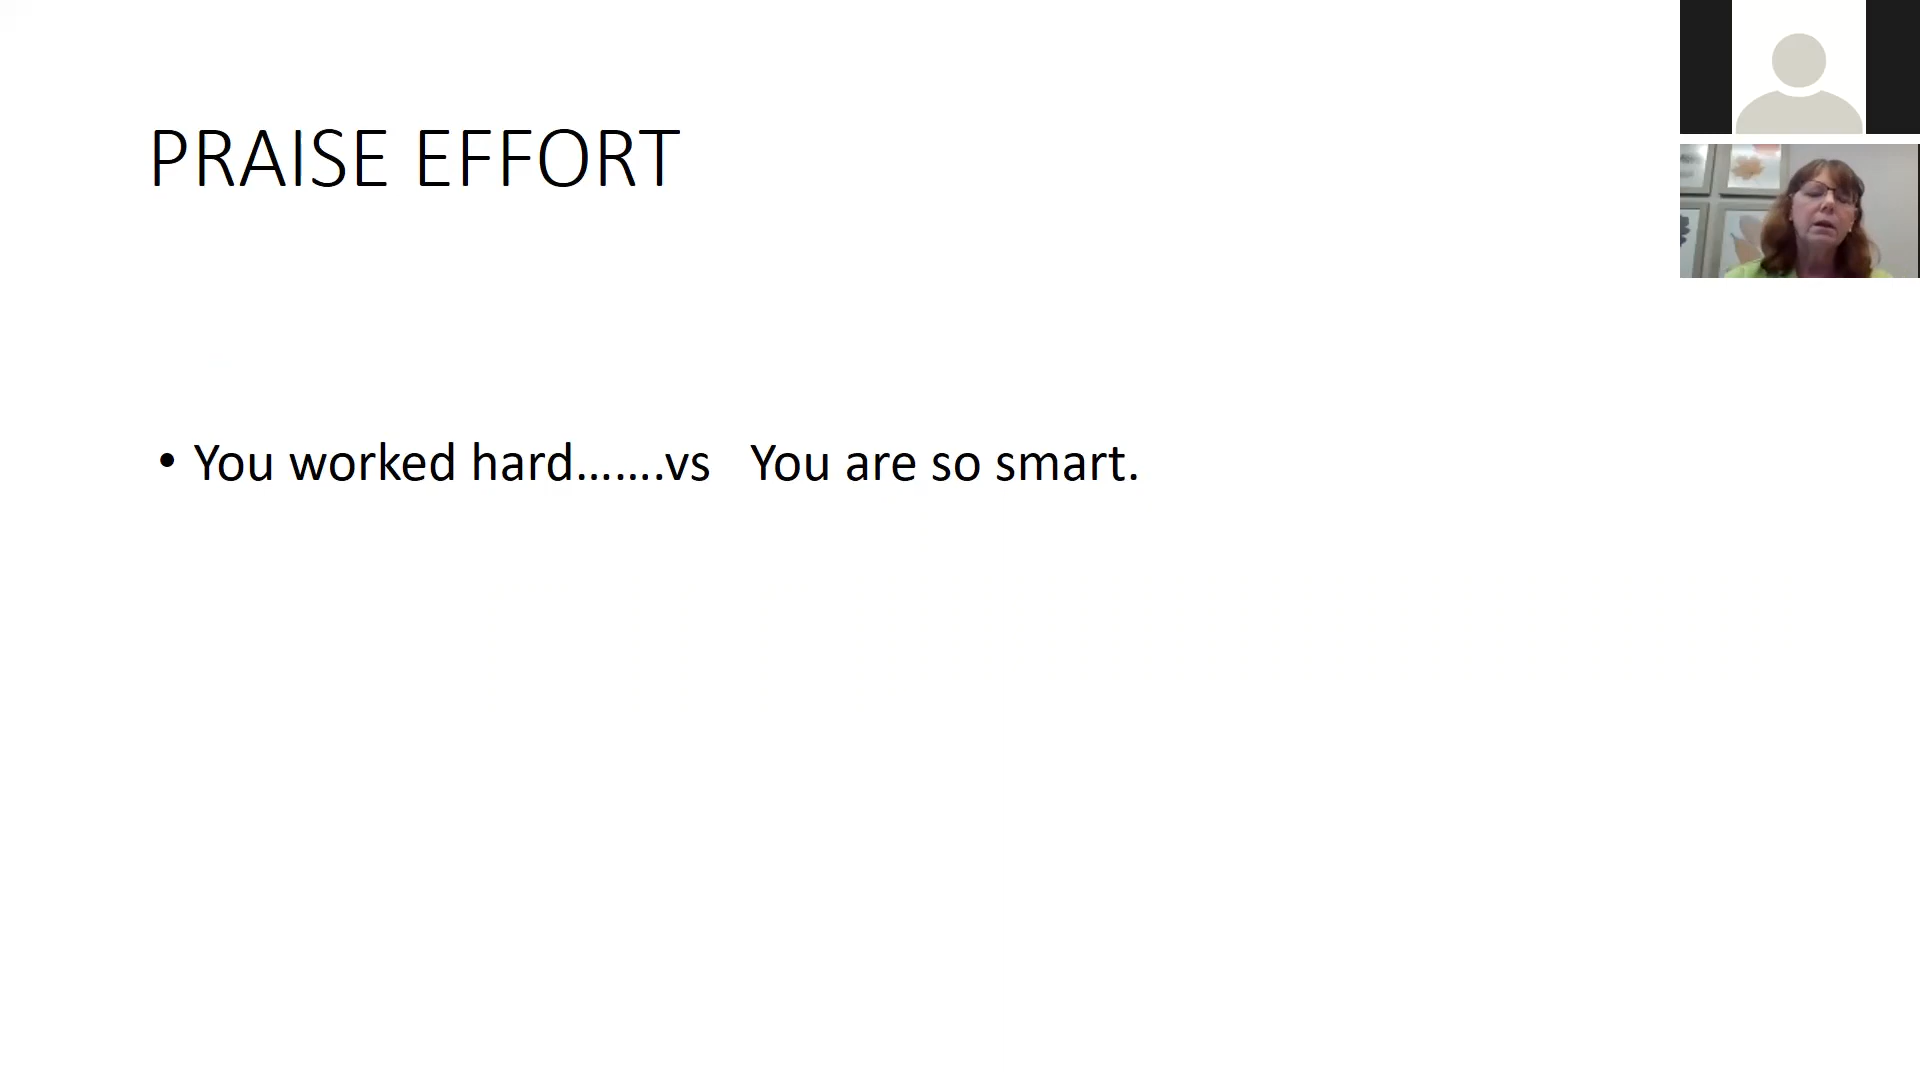 PRAISE EFFORT
• You worked hard…….vs   You are so smart.